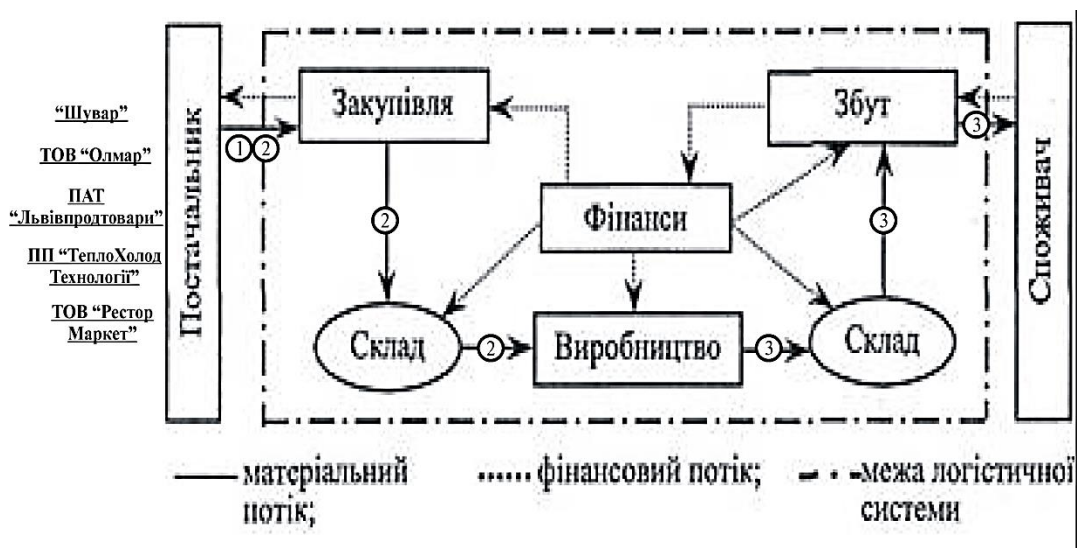 Постачальник
“Шувар”
ТОВ “Олмар”
ПАТ
“Львівпродтовари”
ПП “ТеплоХолод
Технології”
ТОВ “Рестор
Маркет”
1 2
Закупівля
2
Склад
2
Фінанси
Виробництво
3
Склад
3
Збут
3
Споживач
матеріальний
потік;
фінансовий потік;
межа логістичної
системи